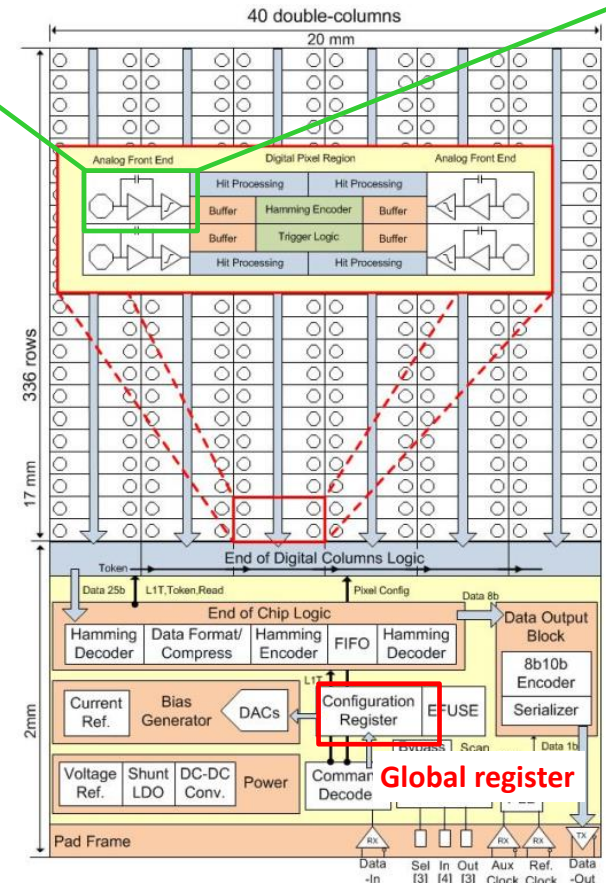 40 double-columns
20 mm
Analog Front End
Digital Pixel Region
Analog Front End
Hit Processing
Hit Processing
Buffer
Hamming Encoder
Buffer
Buffer
Trigger Logic
Buffer
Hit Processing
Hit Processing
336 rows
17 mm
2mm
End of Digital Columns Logic
Token
Data 25b
L1T,Token,Read
Pixel Config
Data 8b
End of Chip Logic
Hamming Decoder
Data Format/ Compress
Hamming Encoder
FIFO
Hamming Decoder
Data Output Block
8b10b Encoder
Serializer
L1T
Current Ref.
Bias Generator
DACs
Configuration Register
EFUSE
Data 1b
Voltage Ref.
Shunt LDO
DC-DC Conv.
Power
Bypass
Scan
Global register
Pad Frame
RX
RX
RX
TX
Data -In
Sel [3]
In [4]
Out [3]
Aux Clock
Ref. Clock
Data -Out